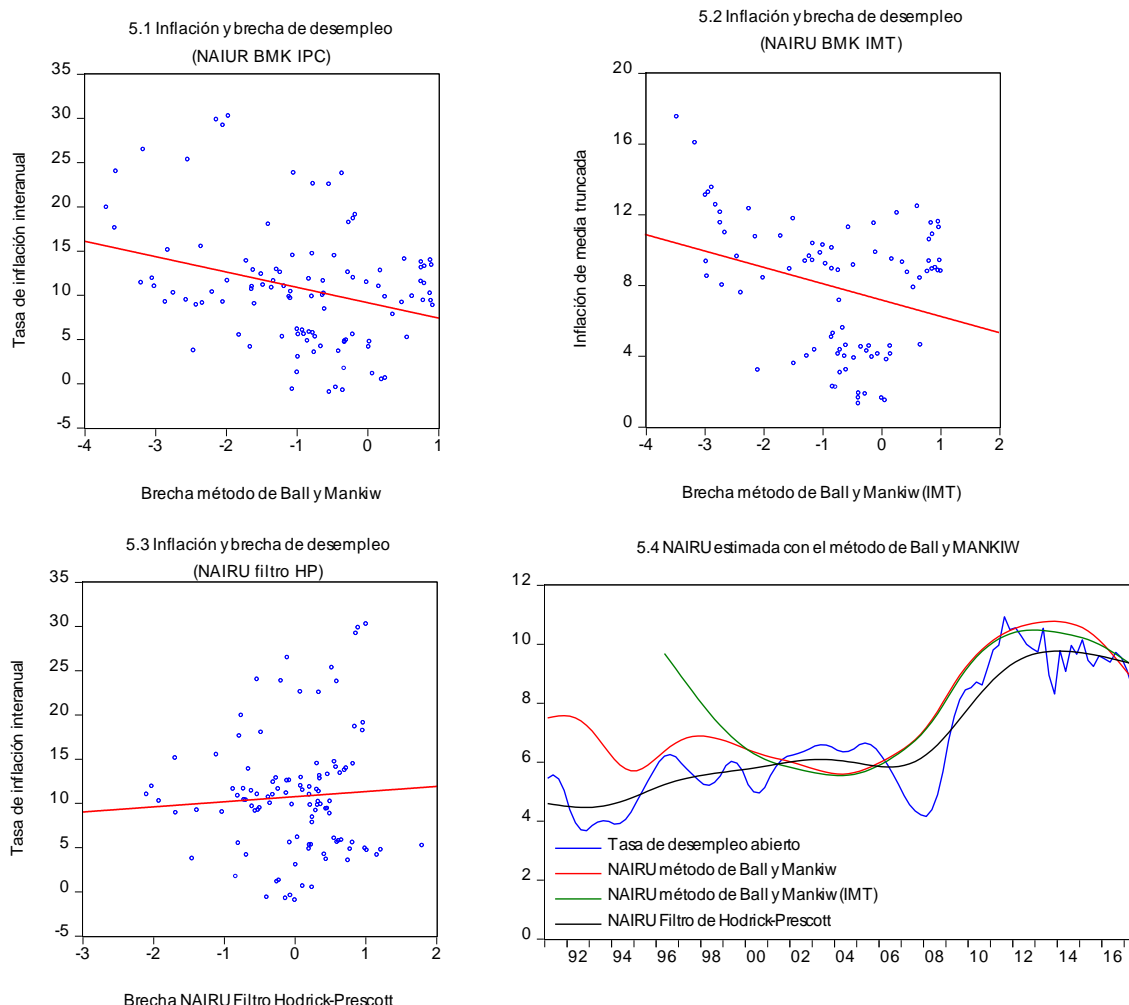 5.1 Inflación y brecha de desempleo
(NAIUR BMK IPC)
Tasa de inflación interanual
35
30
25
20
15
10
5
0
-5
-4 -3 -2 -1 0 1
Brecha método de Ball y Mankiw
5.2 Inflación y brecha de desempleo
(NAIRU BMK IMT)
Inflación de media truncada
20
16
12
8
4
0
-4 -3 -2 -1 0 1 2
Brecha método de Ball y Mankiw (IMT)
5.3 Inflación y brecha de desempleo
(NAIRU filtro HP)
Tasa de inflación interanual
35
30
25
20
15
10
5
0
-5
-3 -2 -1 0 1 2
Brecha NAIRU Filtro Hodrick-Prescott
5.4 NAIRU estimada con el método de Ball y MANKIW
12
10
8
6
4
2
0
Tasa de desempleo abierto
NAIRU método de Ball y Mankiw
NAIRU método de Ball y Mankiw (IMT)
NAIRU Filtro de Hodrick-Prescott
92 94 96 98 00 02 04 06 08 10 12 14 16